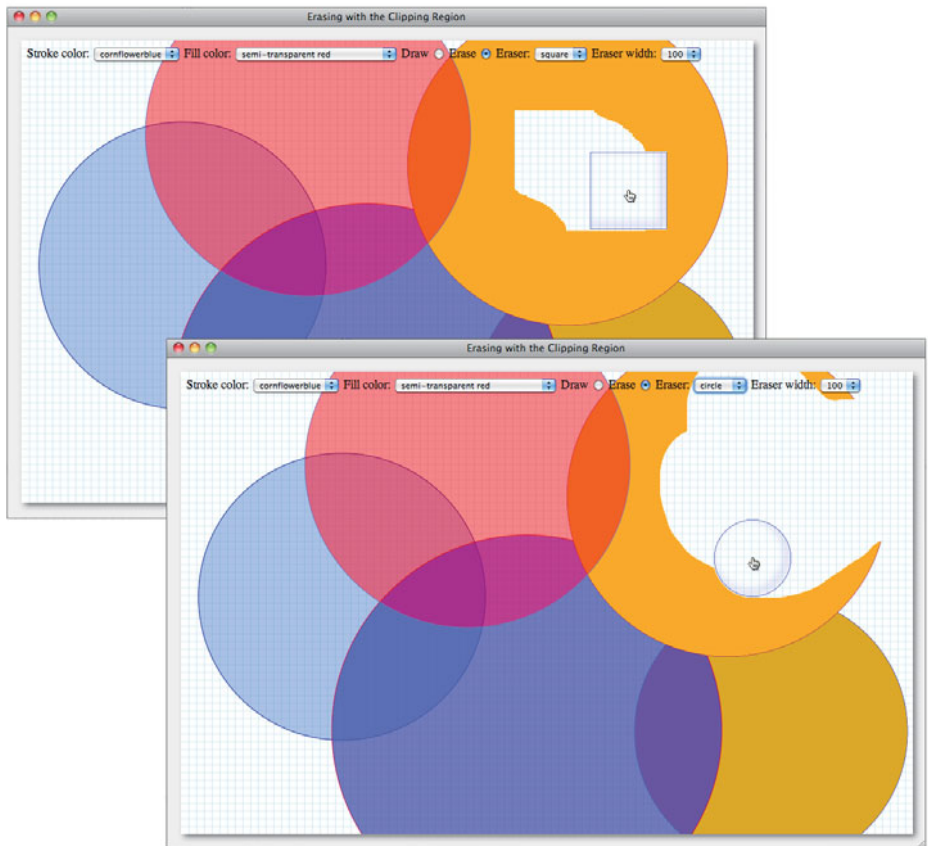 Erasing with the Clipping Region
Stroke color: cornflowerblue Fill color: semi-transparent red Draw Erase Eraser: square Eraser width: 100
Erasing with the Clipping Region
Stroke color: cornflowerblue Fill color: semi-transparent red Draw Erase Eraser: circle Eraser width: 100